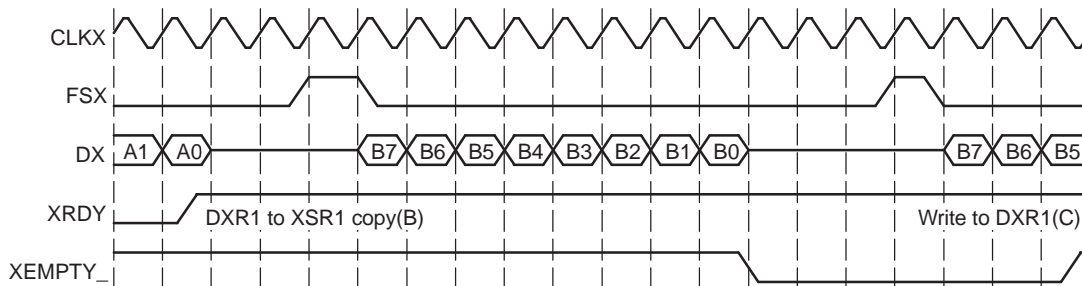 CLKX
FSX
DX A1 A0 B7 B6 B5 B4 B3 B2 B1 B0 B7 B6 B5
XRDY DXR1 to XSR1 copy(B) Write to DXR1(C)
XEMPTY_